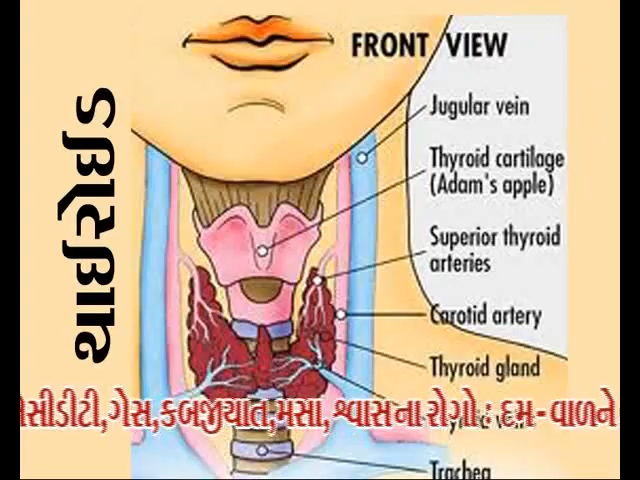 FRONT VIEW
Jugular vein
Thyroid cartilage
(Adam's apple)
Superior thyroid
arteries
Carotid artery
Thyroid gland
Trachea
થાઇરાઇડ
સીડીટી,ગેસ,કબજીયાત,મસા,શ્વાસના રોગો : દમ- વાળને